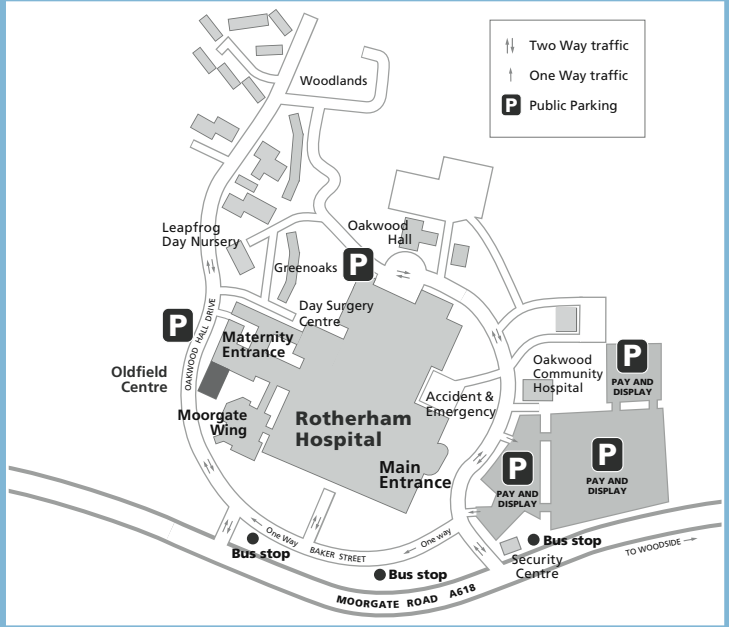 Two Way traffic
One Way traffic
P Public Parking
Woodlands
Leapfrog
Day Nursery
Oakwood
Hall
Greenoaks
P
Day Surgery
Centre
P
OAKWOOD HALL DRIVE
Maternity
Entrance
Oldfield
Centre
Moorgate
Wing
Rotherham
Hospital
Main
Entrance
Accident &
Emergency
Oakwood
Community
Hospital
P
PAY AND
DISPLAY
P
PAY AND
DISPLAY
P
PAY AND
DISPLAY
One Way
BAKER STREET
One way
Bus stop
Bus stop
Bus stop
Security
Centre
TO WOODSIDE
MOORGATE ROAD A618